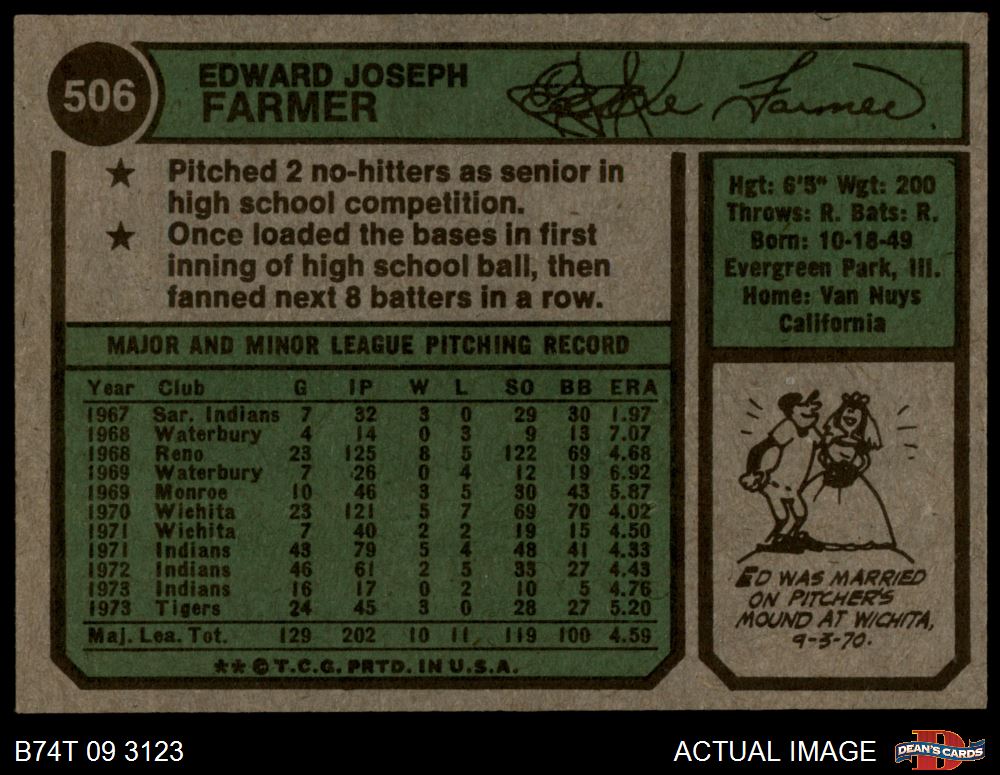 506
EDWARD JOSEPH
FARMER
Farmer
★ Pitched 2 no-hitters as senior in
high school competition.
★ Once loaded the bases in first
inning of high school ball, then
fanned next 8 batters in a row.
Hgt: 6'5" Wgt: 200
Throws: R. Bats: R.
Born: 10-18-49
Evergreen Park, Ill.
Home: Van Nuys
California
MAJOR AND MINOR LEAGUE PITCHING RECORD
Year Club G IP W L SO BB ERA
1967 Sar. Indians 7 32 3 0 29 30 1.97
1968 Waterbury 4 14 0 3 9 13 7.07
1968 Reno 23 125 8 5 122 69 4.68
1969 Waterbury 7 26 0 4 12 19 6.92
1969 Monroe 10 46 3 5 30 43 5.87
1970 Wichita 23 121 5 7 69 70 4.02
1971 Wichita 7 40 2 2 19 15 4.50
1971 Indians 43 79 5 4 48 41 4.33
1972 Indians 46 61 2 5 33 27 4.43
1973 Indians 16 17 0 2 10 5 4.76
1973 Tigers 24 45 3 0 28 27 5.20
Maj. Lea. Tot. 129 202 10 11 119 100 4.59
**©T.C.G. PRTD. IN U.S.A.
ED WAS MARRIED
ON PITCHER'S
MOUND AT WICHITA,
9-5-70.
B74T 09 3123
ACTUAL IMAGE
DEAN'S CARDS